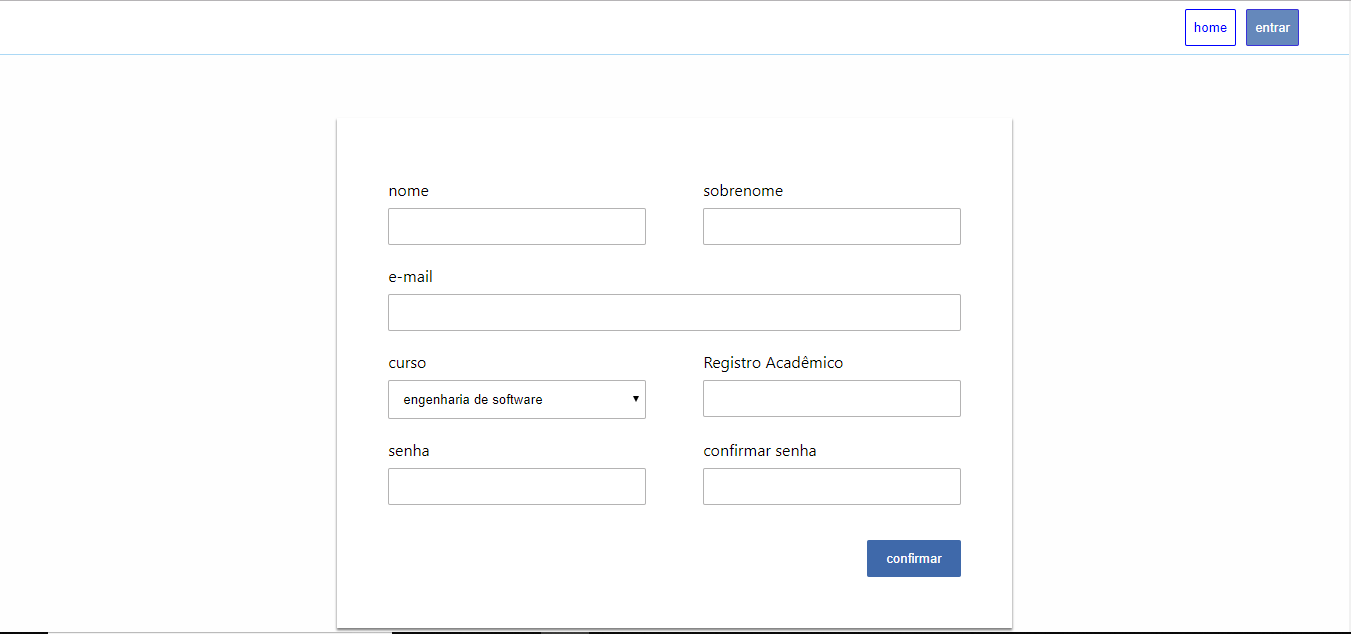 home entrar
nome sobrenome
e-mail
curso Registro Acadêmico
engenharia de software
senha confirmar senha
confirmar